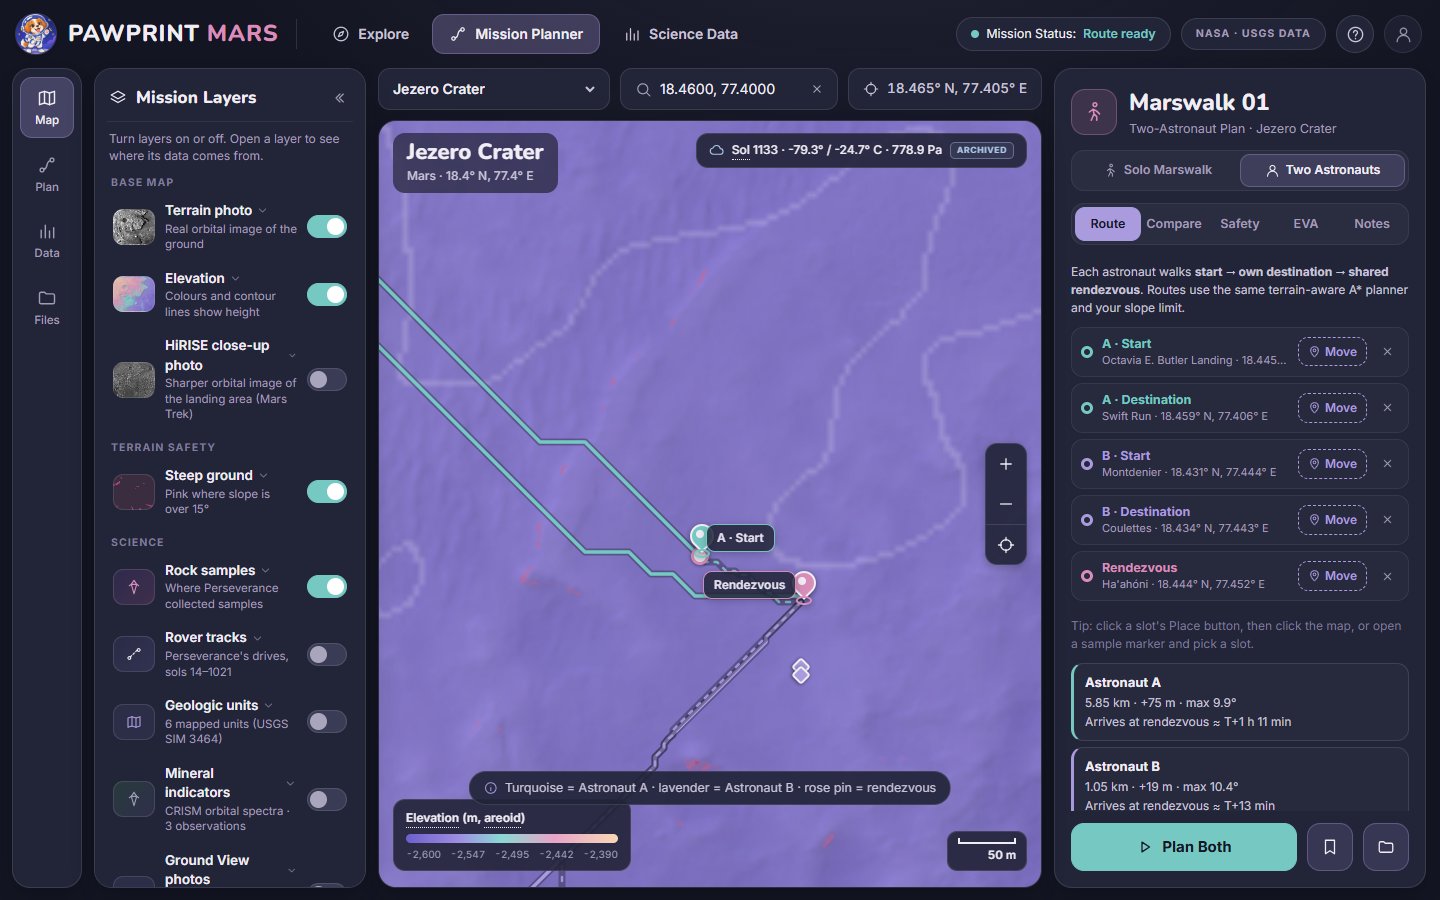 PAWPRINT MARS
Explore
Mission Planner
Science Data
Mission Status: Route ready
NASA · USGS DATA
Map
Plan
Data
Files
Mission Layers
Turn layers on or off. Open a layer to see
where its data comes from.
BASE MAP
Terrain photo
Real orbital image of the
ground
Elevation
Colours and contour
lines show height
HiRISE close-up
photo
Sharper orbital image of
the landing area (Mars
Trek)
TERRAIN SAFETY
Steep ground
Pink where slope is
over 15°
SCIENCE
Rock samples
Where Perseverance
collected samples
Rover tracks
Perseverance's drives,
sols 14–1021
Geologic units
6 mapped units (USGS
SIM 3464)
Mineral
indicators
CRISM orbital spectra ·
3 observations
Ground View
photos
Jezero Crater
18.4600, 77.4000
18.465° N, 77.405° E
Jezero Crater
Mars · 18.4° N, 77.4° E
Sol 1133 · -79.3° / -24.7° C · 778.9 Pa
ARCHIVED
A · Start
Rendezvous
Turquoise = Astronaut A · lavender = Astronaut B · rose pin = rendezvous
Elevation (m, areoid)
-2,600 -2,547 -2,495 -2,442 -2,390
50 m
Marswalk 01
Two-Astronaut Plan · Jezero Crater
Solo Marswalk
Two Astronauts
Route
Compare
Safety
EVA
Notes
Each astronaut walks start → own destination → shared
rendezvous. Routes use the same terrain-aware A* planner
and your slope limit.
A · Start
Octavia E. Butler Landing · 18.445...
Move
A · Destination
Swift Run · 18.459° N, 77.406° E
Move
B · Start
Montdenier · 18.431° N, 77.444° E
Move
B · Destination
Coulettes · 18.434° N, 77.443° E
Move
Rendezvous
Ha'ahóni · 18.444° N, 77.452° E
Move
Tip: click a slot's Place button, then click the map, or open
a sample marker and pick a slot.
Astronaut A
5.85 km · +75 m · max 9.9°
Arrives at rendezvous ≈ T+1 h 11 min
Astronaut B
1.05 km · +19 m · max 10.4°
Arrives at rendezvous ≈ T+13 min
Plan Both